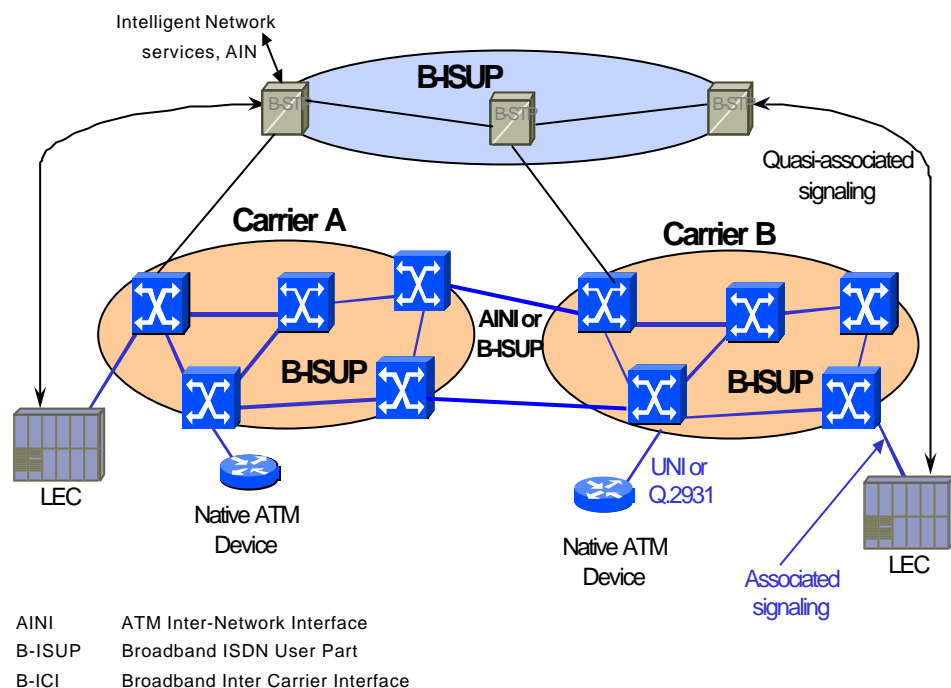 Intelligent Network
services, AIN
B-ISUP
B-STP
B-STP
B-STP
Quasi-associated
signaling
Carrier A
Carrier B
AINI or
B-ISUP
B-ISUP
B-ISUP
LEC
Native ATM
Device
UNI or
Q.2931
Native ATM
Device
LEC
Associated
signaling
AINI ATM Inter-Network Interface
B-ISUP Broadband ISDN User Part
B-ICI Broadband Inter Carrier Interface